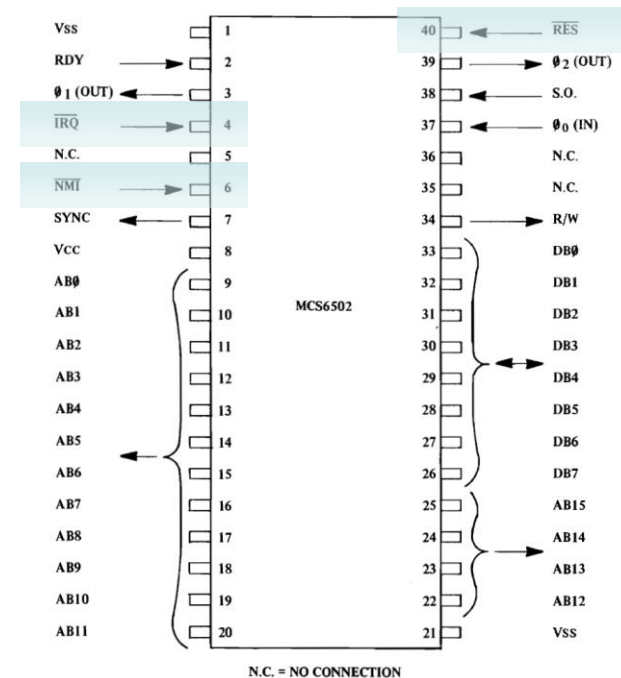 Vss 1 40 RES
RDY 2 39 ø2 (OUT)
ø1 (OUT) 3 38 S.O.
IRQ 4 37 ø0 (IN)
N.C. 5 36 N.C.
NMI 6 35 N.C.
SYNC 7 34 R/W
Vcc 8 33 DBø
ABø 9 32 DB1
AB1 10 31 DB2
MCS6502
AB2 11 30 DB3
AB3 12 29 DB4
AB4 13 28 DB5
AB5 14 27 DB6
AB6 15 26 DB7
AB7 16 25 AB15
AB8 17 24 AB14
AB9 18 23 AB13
AB10 19 22 AB12
AB11 20 21 Vss
N.C. = NO CONNECTION